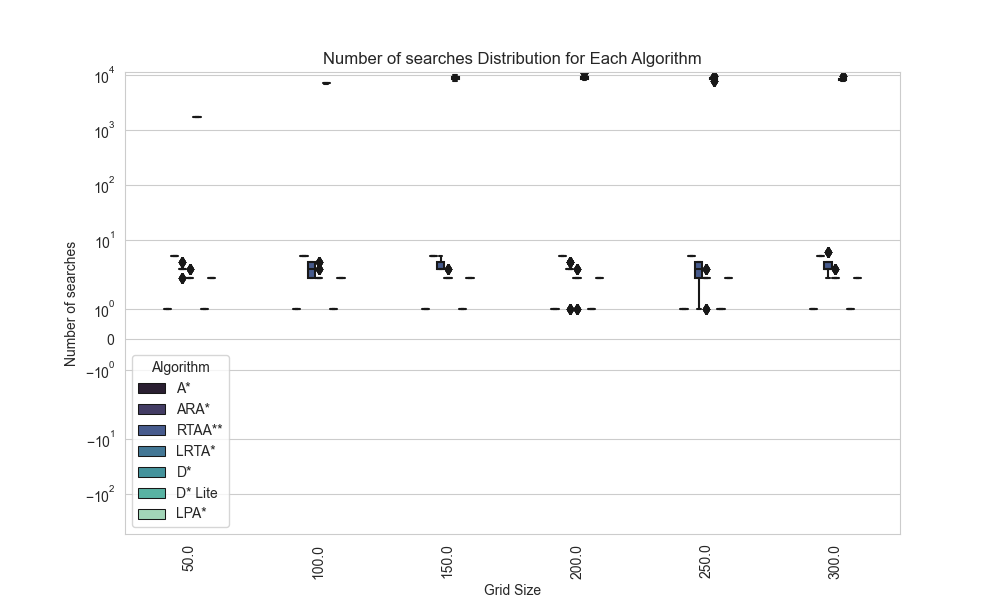 Number of searches Distribution for Each Algorithm
Number of searches
10^4
10^3
10^2
10^1
10^0
0
−10^0
−10^1
−10^2
Algorithm
A*
ARA*
RTAA**
LRTA*
D*
D* Lite
LPA*
50.0
100.0
150.0
200.0
250.0
300.0
Grid Size